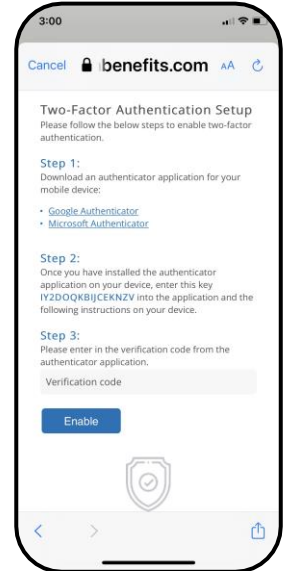 3:00
Cancel benefits.com AA
Two-Factor Authentication Setup
Please follow the below steps to enable two-factor
authentication.
Step 1:
Download an authenticator application for your
mobile device:
• Google Authenticator
• Microsoft Authenticator
Step 2:
Once you have installed the authenticator
application on your device, enter this key
IY2DOQKBIJCEKNZV into the application and the
following instructions on your device.
Step 3:
Please enter in the verification code from the
authenticator application.
Verification code
Enable